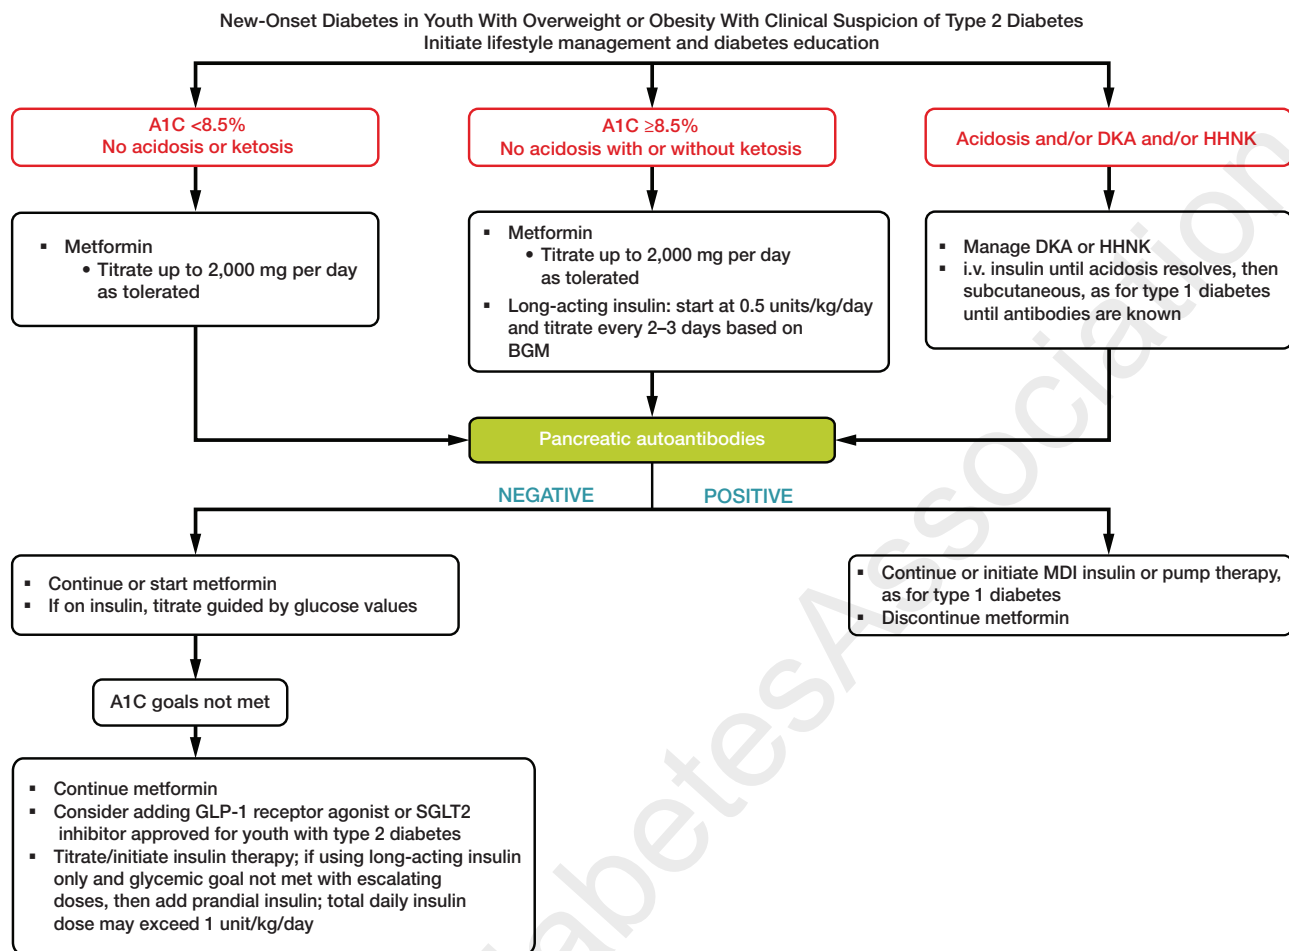 New-Onset Diabetes in Youth With Overweight or Obesity With Clinical Suspicion of Type 2 Diabetes
Initiate lifestyle management and diabetes education
A1C <8.5%
No acidosis or ketosis
A1C ≥8.5%
No acidosis with or without ketosis
Acidosis and/or DKA and/or HHNK
▪ Metformin
• Titrate up to 2,000 mg per day
as tolerated
▪ Metformin
• Titrate up to 2,000 mg per day
as tolerated
▪ Long-acting insulin: start at 0.5 units/kg/day
and titrate every 2–3 days based on
BGM
▪ Manage DKA or HHNK
▪ i.v. insulin until acidosis resolves, then
subcutaneous, as for type 1 diabetes
until antibodies are known
Pancreatic autoantibodies
NEGATIVE
POSITIVE
▪ Continue or start metformin
▪ If on insulin, titrate guided by glucose values
▪ Continue or initiate MDI insulin or pump therapy,
as for type 1 diabetes
▪ Discontinue metformin
A1C goals not met
▪ Continue metformin
▪ Consider adding GLP-1 receptor agonist or SGLT2
inhibitor approved for youth with type 2 diabetes
▪ Titrate/initiate insulin therapy; if using long-acting insulin
only and glycemic goal not met with escalating
doses, then add prandial insulin; total daily insulin
dose may exceed 1 unit/kg/day
abetesAssociation